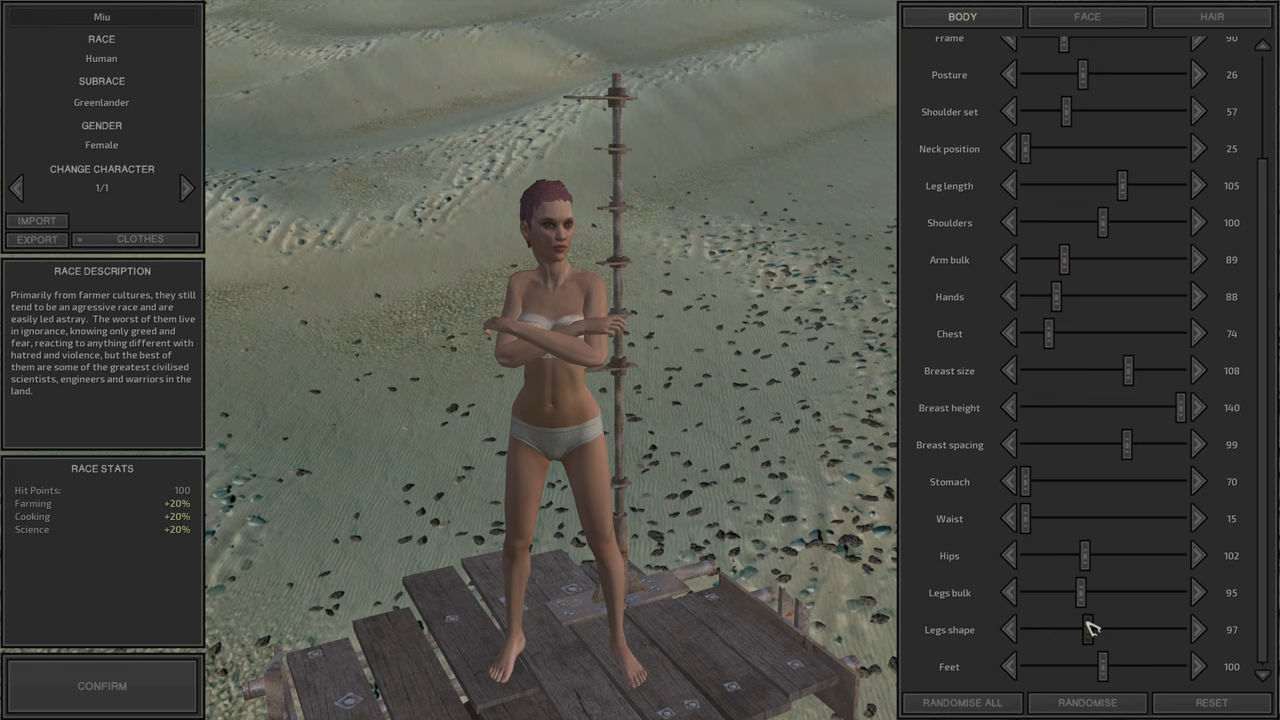 Miu
RACE
Human
SUBRACE
Greenlander
GENDER
Female
CHANGE CHARACTER
1/1
IMPORT
EXPORT
CLOTHES
RACE DESCRIPTION
Primarily from farmer cultures, they still
tend to be an agressive race and are
easily led astray. The worst of them live
in ignorance, knowing only greed and
fear, reacting to anything different with
hatred and violence, but the best of
them are some of the greatest civilised
scientists, engineers and warriors in the
land.
RACE STATS
Hit Points: 100
Farming +20%
Cooking +20%
Science +20%
CONFIRM
BODY FACE HAIR
Frame 90
Posture 26
Shoulder set 57
Neck position 25
Leg length 105
Shoulders 100
Arm bulk 89
Hands 88
Chest 74
Breast size 108
Breast height 140
Breast spacing 99
Stomach 70
Waist 15
Hips 102
Legs bulk 95
Legs shape 97
Feet 100
RANDOMISE ALL RANDOMISE RESET